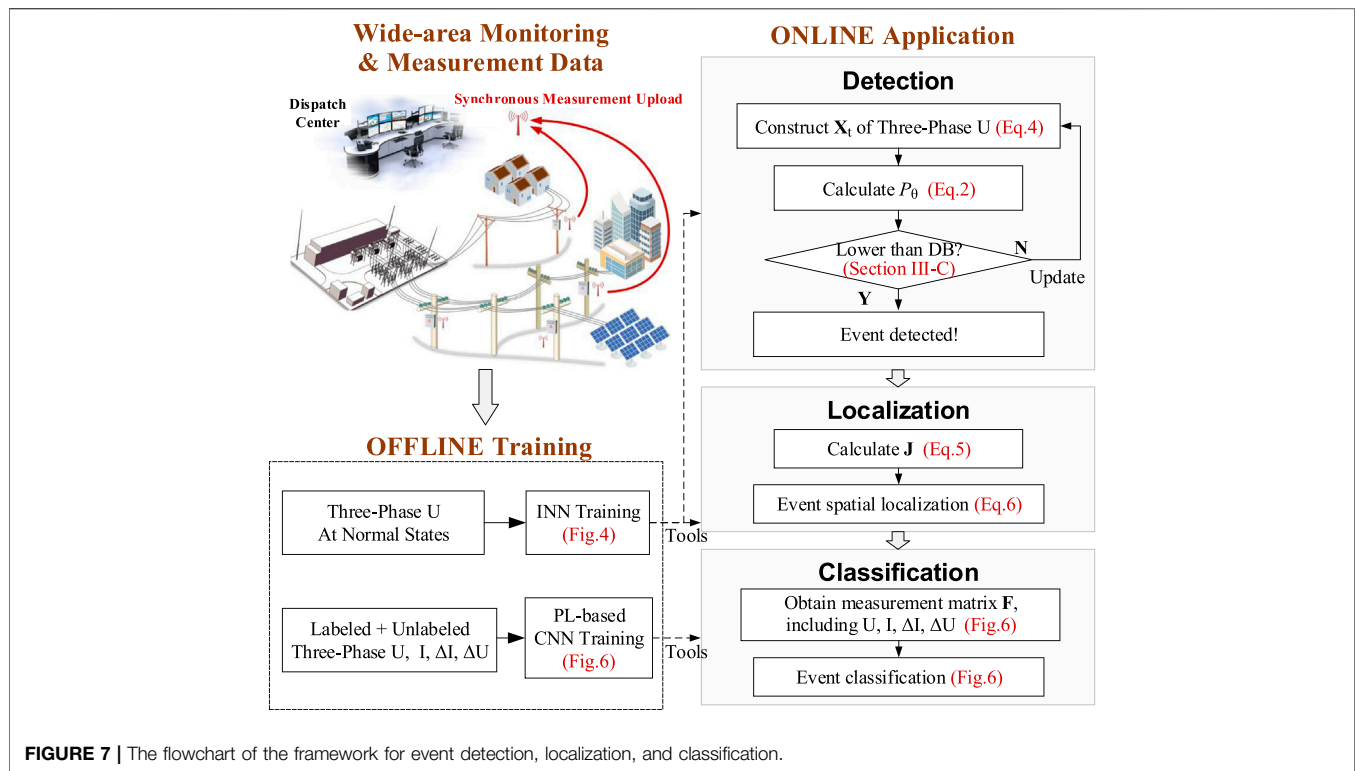 Wide-area Monitoring
& Measurement Data
Dispatch
Center
Synchronous Measurement Upload
OFFLINE Training
Three-Phase U
At Normal States
INN Training
(Fig.4)
Tools
Labeled + Unlabeled
Three-Phase U, I, ΔI, ΔU
PL-based
CNN Training
(Fig.6)
Tools
ONLINE Application
Detection
Construct Xt of Three-Phase U (Eq.4)
Calculate Pθ (Eq.2)
Lower than DB?
(Section III-C)
N
Update
Y
Event detected!
Localization
Calculate J (Eq.5)
Event spatial localization (Eq.6)
Classification
Obtain measurement matrix F,
including U, I, ΔI, ΔU (Fig.6)
Event classification (Fig.6)
FIGURE 7 | The flowchart of the framework for event detection, localization, and classification.